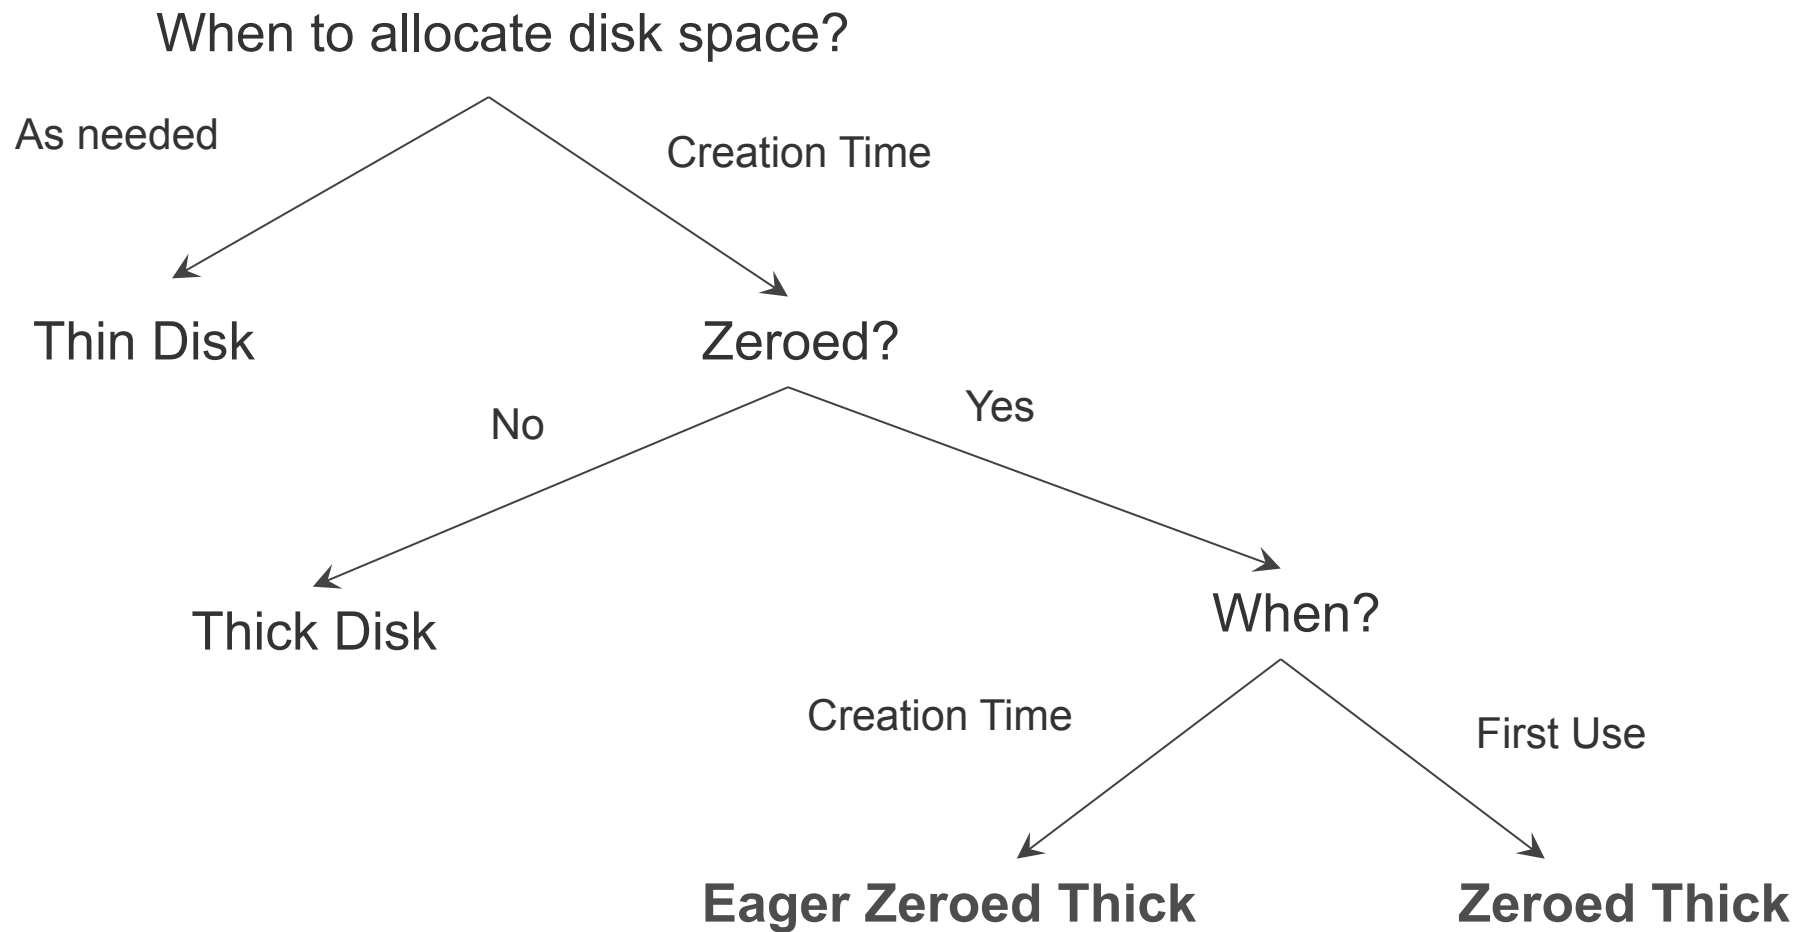 When to allocate disk space?
As needed
Creation Time
Thin Disk
Zeroed?
No
Yes
Thick Disk
When?
Creation Time
First Use
Eager Zeroed Thick
Zeroed Thick